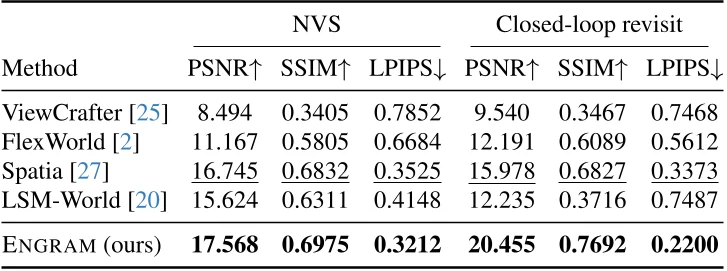 NVS Closed-loop revisit
Method PSNR↑ SSIM↑ LPIPS↓ PSNR↑ SSIM↑ LPIPS↓
ViewCrafter [25] 8.494 0.3405 0.7852 9.540 0.3467 0.7468
FlexWorld [2] 11.167 0.5805 0.6684 12.191 0.6089 0.5612
Spatia [27] 16.745 0.6832 0.3525 15.978 0.6827 0.3373
LSM-World [20] 15.624 0.6311 0.4148 12.235 0.3716 0.7487
ENGRAM (ours) 17.568 0.6975 0.3212 20.455 0.7692 0.2200